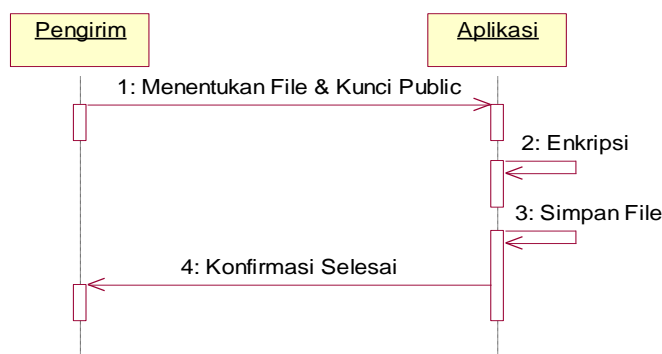 Pengirim
Aplikasi
1: Menentukan File & Kunci Public
2: Enkripsi
3: Simpan File
4: Konfirmasi Selesai